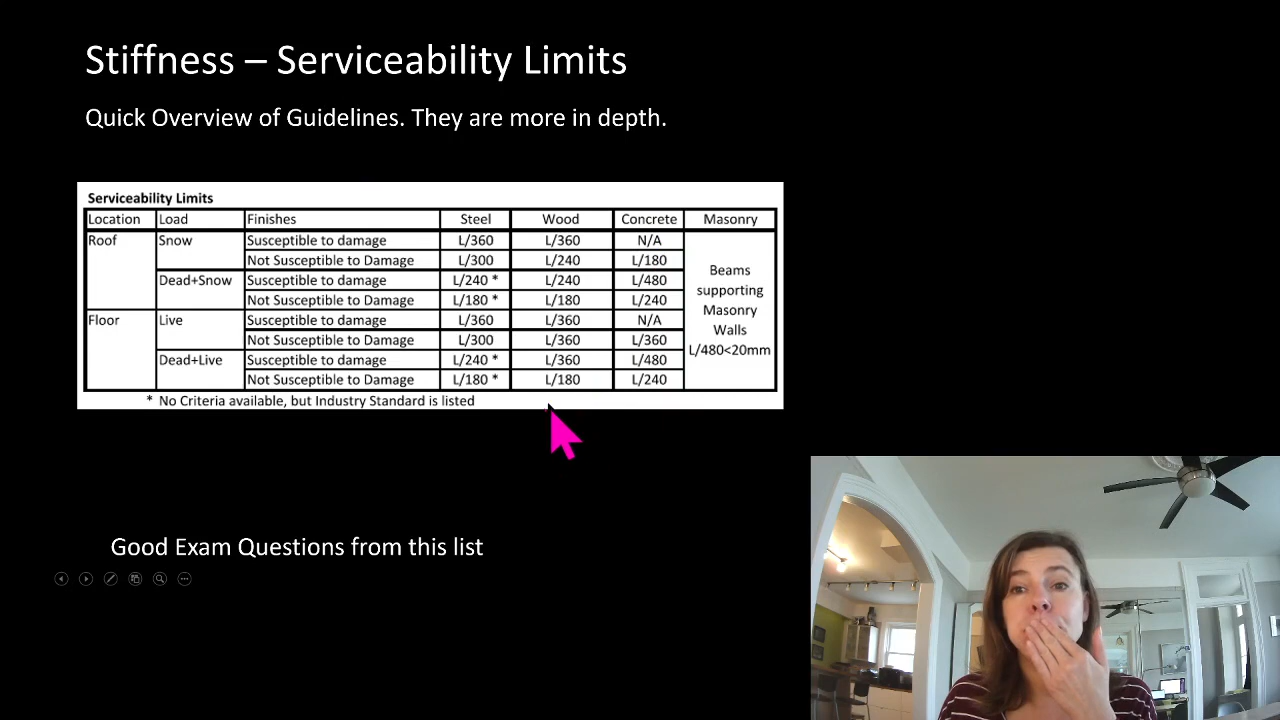 Stiffness – Serviceability Limits
Quick Overview of Guidelines. They are more in depth.
Serviceability Limits
Location Load Finishes Steel Wood Concrete Masonry
Roof Snow Susceptible to damage L/360 L/360 N/A
Not Susceptible to Damage L/300 L/240 L/180
Dead+Snow Susceptible to damage L/240 * L/240 L/480
Not Susceptible to Damage L/180 * L/180 L/240
Floor Live Susceptible to damage L/360 L/360 N/A
Not Susceptible to Damage L/300 L/360 L/360
Dead+Live Susceptible to damage L/240 * L/360 L/480
Not Susceptible to Damage L/180 * L/180 L/240
Beams
supporting
Masonry
Walls
L/480<20mm
* No Criteria available, but Industry Standard is listed
Good Exam Questions from this list